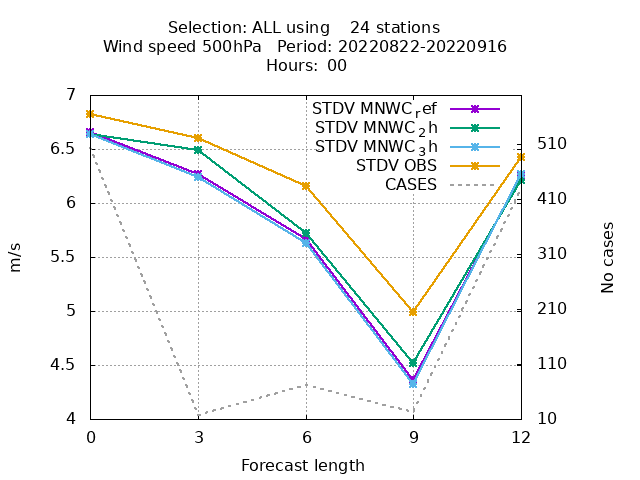 Selection: ALL using    24 stations
Wind speed 500hPa   Period: 20220822-20220916
Hours: 00
STDV MNWC_ref
STDV MNWC_2h
STDV MNWC_3h
STDV OBS
CASES
7
6.5
6
5.5
5
4.5
4
m/s
510
410
310
210
110
10
No cases
0 3 6 9 12
Forecast length